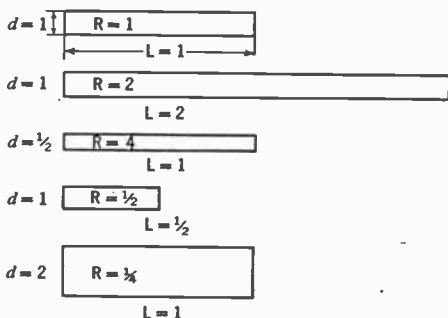 d = 1 R = 1
L = 1
d = 1 R = 2
L = 2
d = ½ R = 4
L = 1
d = 1 R = ½
L = ½
d = 2 R = ¼
L = 1